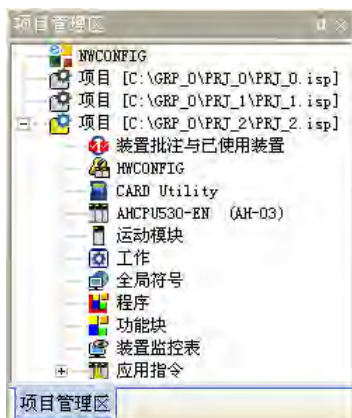 项目管理区
NWCONFIG
项目 [C:\GRP_0\PRJ_0\PRJ_0.isp]
项目 [C:\GRP_0\PRJ_1\PRJ_1.isp]
项目 [C:\GRP_0\PRJ_2\PRJ_2.isp]
装置批注与已使用装置
HWCONFIG
CARD Utility
AHCPU530-EN (AH-03)
运动模块
工作
全局符号
程序
功能块
装置监控表
应用指令
项目管理区